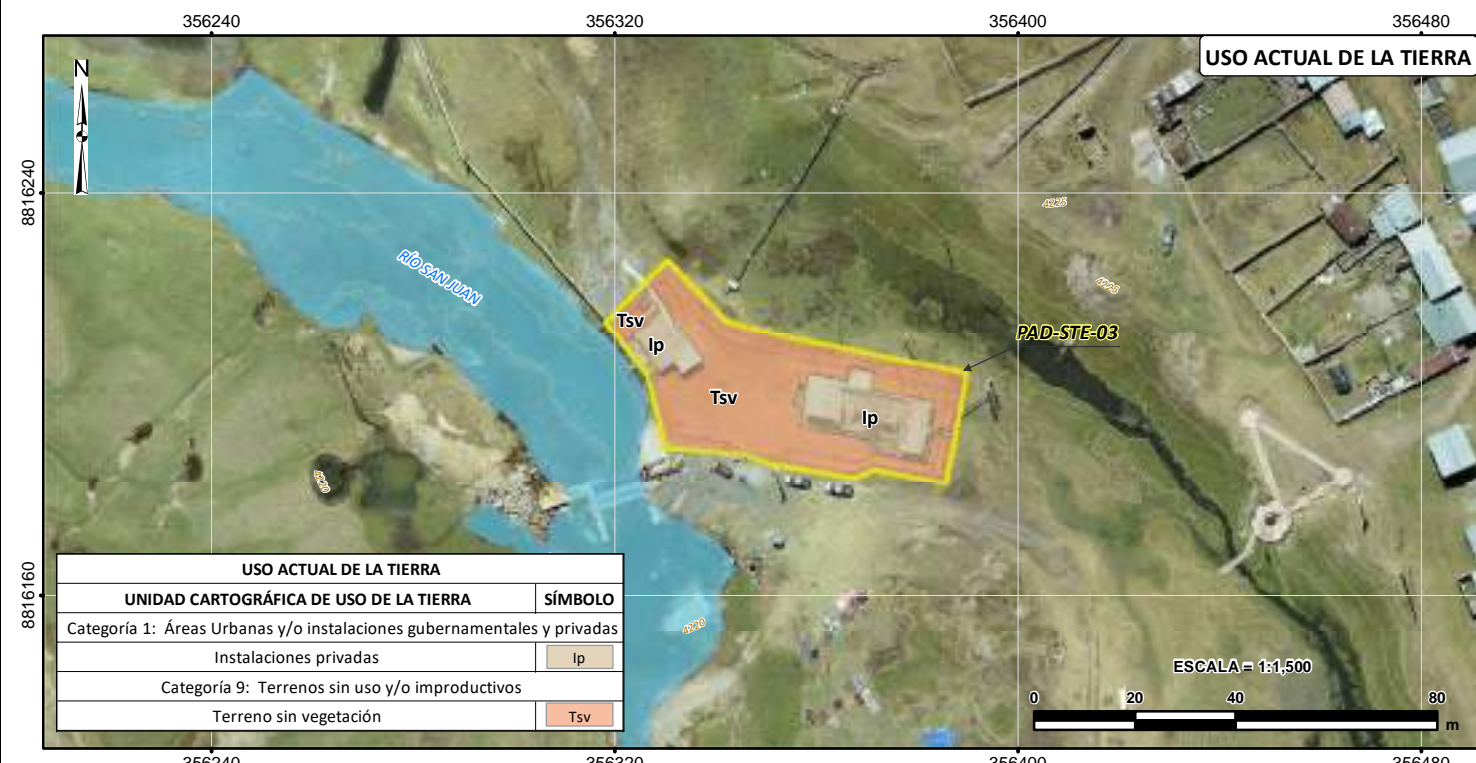 356240
356320
356400
356480
USO ACTUAL DE LA TIERRA
N
8816240
4225
RÍO SAN JUAN
4225
Tsv
Ip
PAD-STE-03
Tsv
Ip
4220
8816160
4220
USO ACTUAL DE LA TIERRA
UNIDAD CARTOGRÁFICA DE USO DE LA TIERRA SÍMBOLO
Categoría 1: Áreas Urbanas y/o instalaciones gubernamentales y privadas
Instalaciones privadas Ip
Categoría 9: Terrenos sin uso y/o improductivos
Terreno sin vegetación Tsv
ESCALA = 1:1,500
0 20 40 80
m
356240
356320
356400
356480